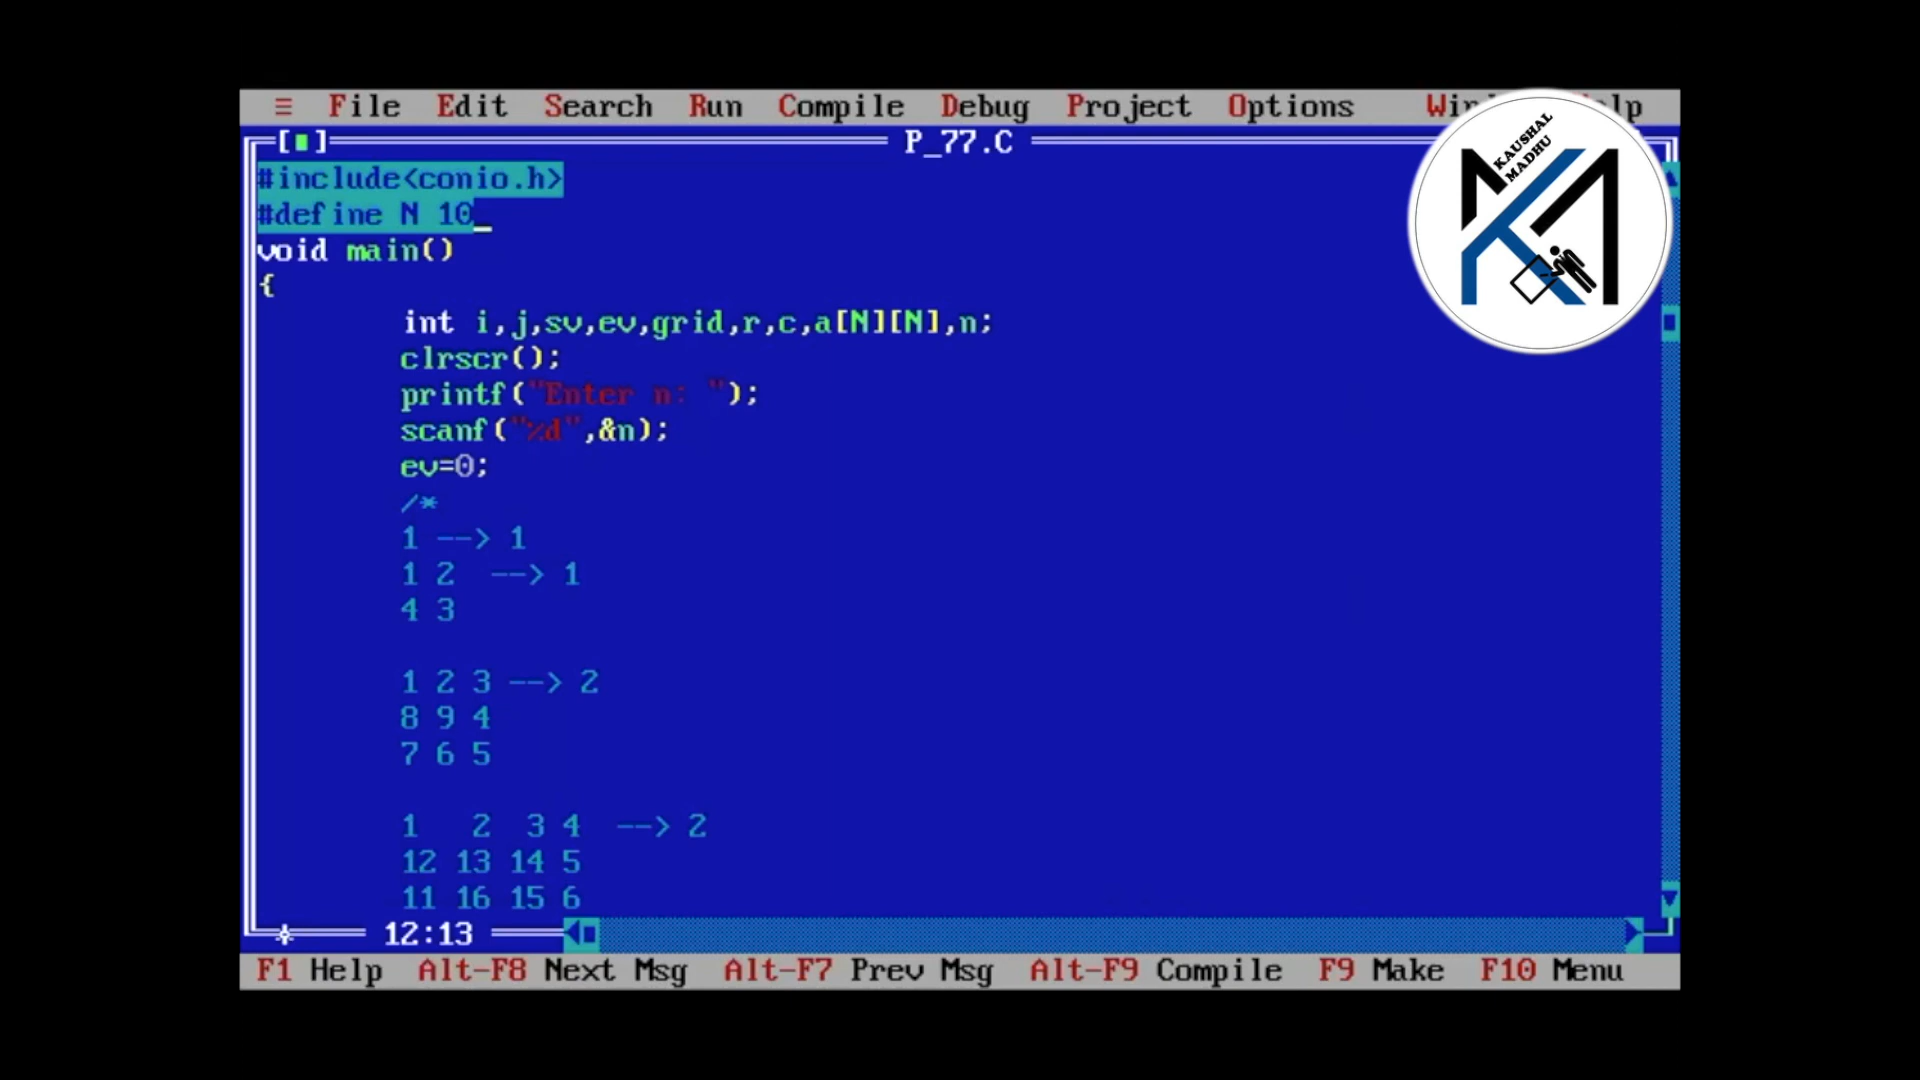 ≡ File Edit Search Run Compile Debug Project Options
[■] P_77.C
KAUSHAL
MADHU
#include<conio.h>
#define N 10
void main()
{
int i,j,sv,ev,grid,r,c,a[N][N],n;
clrscr();
printf("Enter n: ");
scanf("%d",&n);
ev=0;
/*
1 --> 1
1 2 --> 1
4 3
1 2 3 --> 2
8 9 4
7 6 5
1 2 3 4 --> 2
12 13 14 5
11 16 15 6
12:13
F1 Help Alt-F8 Next Msg Alt-F7 Prev Msg Alt-F9 Compile F9 Make F10 Menu